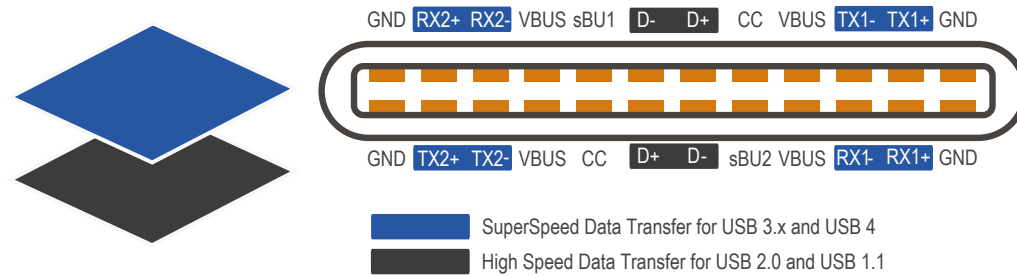 GND RX2+ RX2- VBUS sBU1 D- D+ CC VBUS TX1- TX1+ GND
GND TX2+ TX2- VBUS CC D+ D- sBU2 VBUS RX1- RX1+ GND
SuperSpeed Data Transfer for USB 3.x and USB 4
High Speed Data Transfer for USB 2.0 and USB 1.1